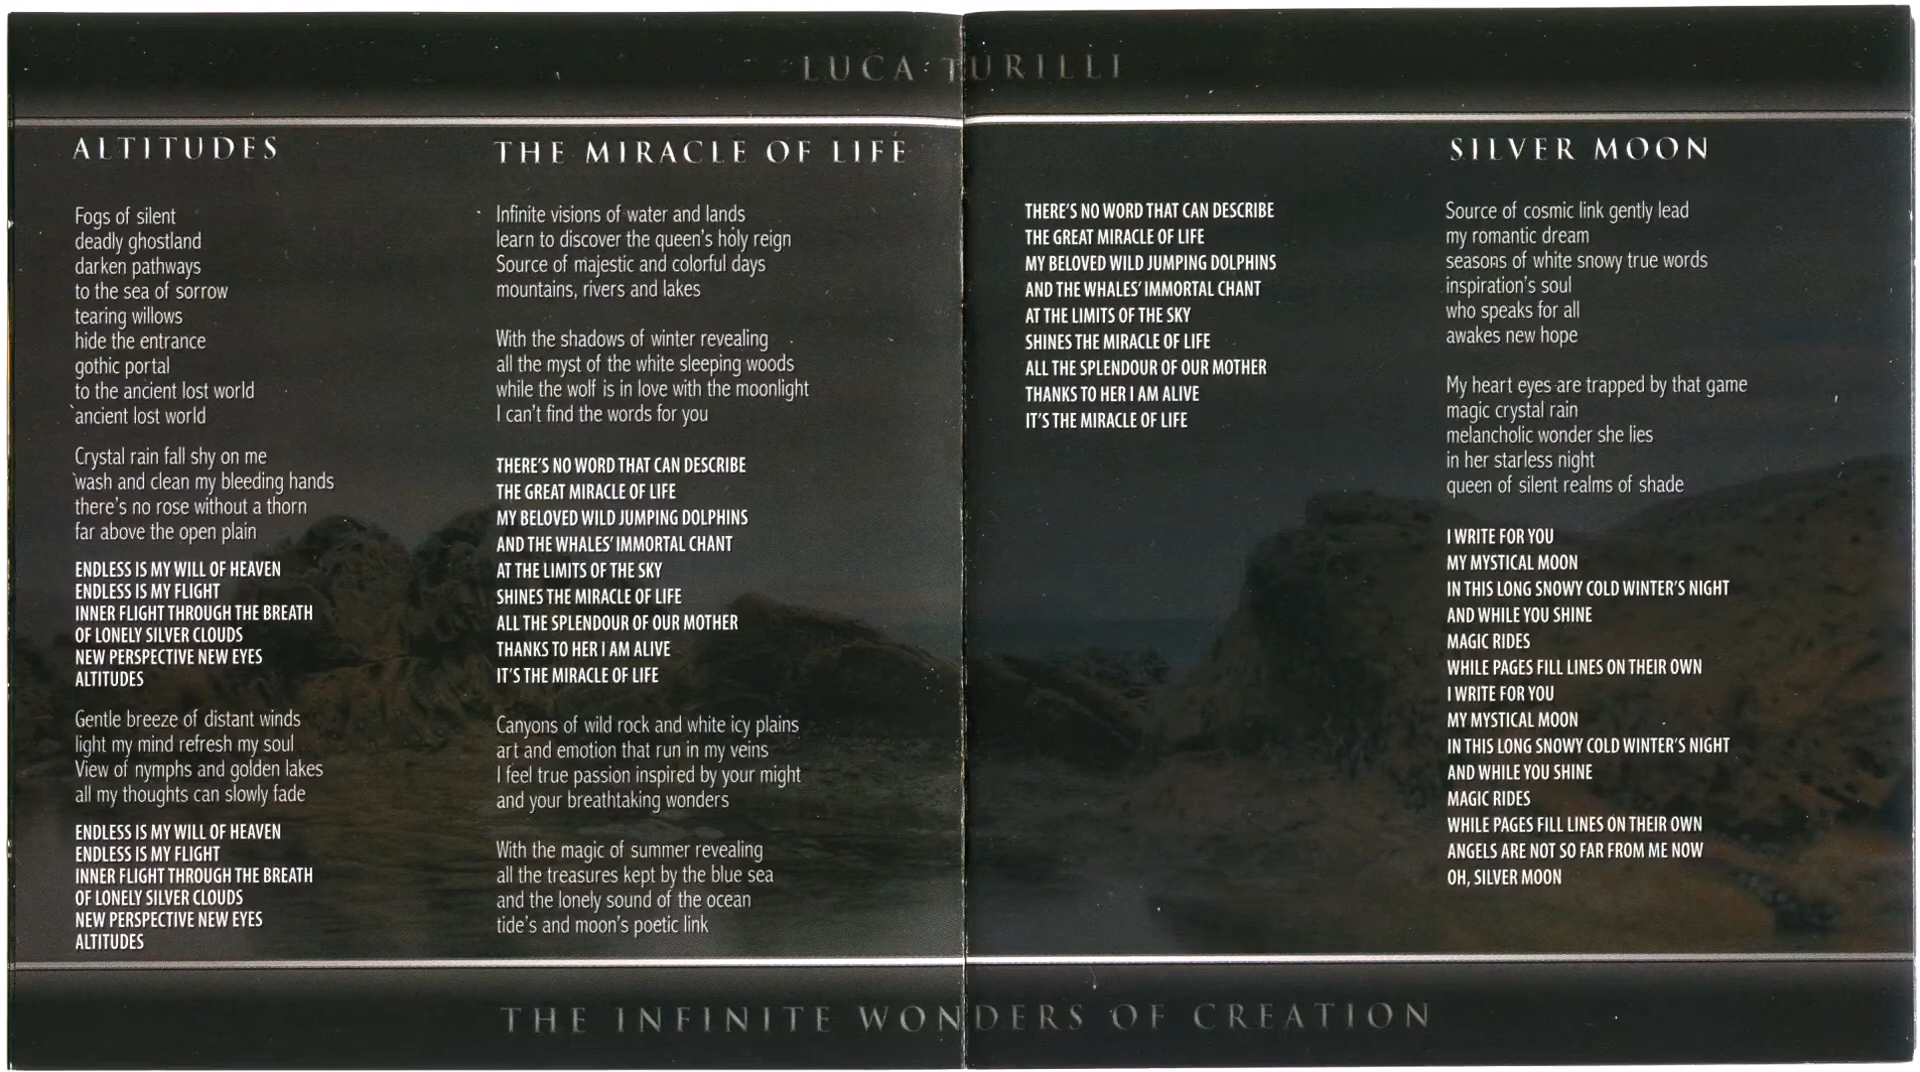 LUCA TURILLI
ALTITUDES
Fogs of silent
deadly ghostland
darken pathways
to the sea of sorrow
tearing willows
hide the entrance
gothic portal
to the ancient lost world
ancient lost world
Crystal rain fall shy on me
wash and clean my bleeding hands
there's no rose without a thorn
far above the open plain
ENDLESS IS MY WILL OF HEAVEN
ENDLESS IS MY FLIGHT
INNER FLIGHT THROUGH THE BREATH
OF LONELY SILVER CLOUDS
NEW PERSPECTIVE NEW EYES
ALTITUDES
Gentle breeze of distant winds
light my mind refresh my soul
View of nymphs and golden lakes
all my thoughts can slowly fade
ENDLESS IS MY WILL OF HEAVEN
ENDLESS IS MY FLIGHT
INNER FLIGHT THROUGH THE BREATH
OF LONELY SILVER CLOUDS
NEW PERSPECTIVE NEW EYES
ALTITUDES
THE MIRACLE OF LIFE
Infinite visions of water and lands
learn to discover the queen's holy reign
Source of majestic and colorful days
mountains, rivers and lakes
With the shadows of winter revealing
all the myst of the white sleeping woods
while the wolf is in love with the moonlight
I can't find the words for you
THERE'S NO WORD THAT CAN DESCRIBE
THE GREAT MIRACLE OF LIFE
MY BELOVED WILD JUMPING DOLPHINS
AND THE WHALES' IMMORTAL CHANT
AT THE LIMITS OF THE SKY
SHINES THE MIRACLE OF LIFE
ALL THE SPLENDOUR OF OUR MOTHER
THANKS TO HER I AM ALIVE
IT'S THE MIRACLE OF LIFE
Canyons of wild rock and white icy plains
art and emotion that run in my veins
I feel true passion inspired by your might
and your breathtaking wonders
With the magic of summer revealing
all the treasures kept by the blue sea
and the lonely sound of the ocean
tide's and moon's poetic link
THERE'S NO WORD THAT CAN DESCRIBE
THE GREAT MIRACLE OF LIFE
MY BELOVED WILD JUMPING DOLPHINS
AND THE WHALES' IMMORTAL CHANT
AT THE LIMITS OF THE SKY
SHINES THE MIRACLE OF LIFE
ALL THE SPLENDOUR OF OUR MOTHER
THANKS TO HER I AM ALIVE
IT'S THE MIRACLE OF LIFE
SILVER MOON
Source of cosmic link gently lead
my romantic dream
seasons of white snowy true words
inspiration's soul
who speaks for all
awakes new hope
My heart eyes are trapped by that game
magic crystal rain
melancholic wonder she lies
in her starless night
queen of silent realms of shade
I WRITE FOR YOU
MY MYSTICAL MOON
IN THIS LONG SNOWY COLD WINTER'S NIGHT
AND WHILE YOU SHINE
MAGIC RIDES
WHILE PAGES FILL LINES ON THEIR OWN
I WRITE FOR YOU
MY MYSTICAL MOON
IN THIS LONG SNOWY COLD WINTER'S NIGHT
AND WHILE YOU SHINE
MAGIC RIDES
WHILE PAGES FILL LINES ON THEIR OWN
ANGELS ARE NOT SO FAR FROM ME NOW
OH, SILVER MOON
THE INFINITE WONDERS OF CREATION